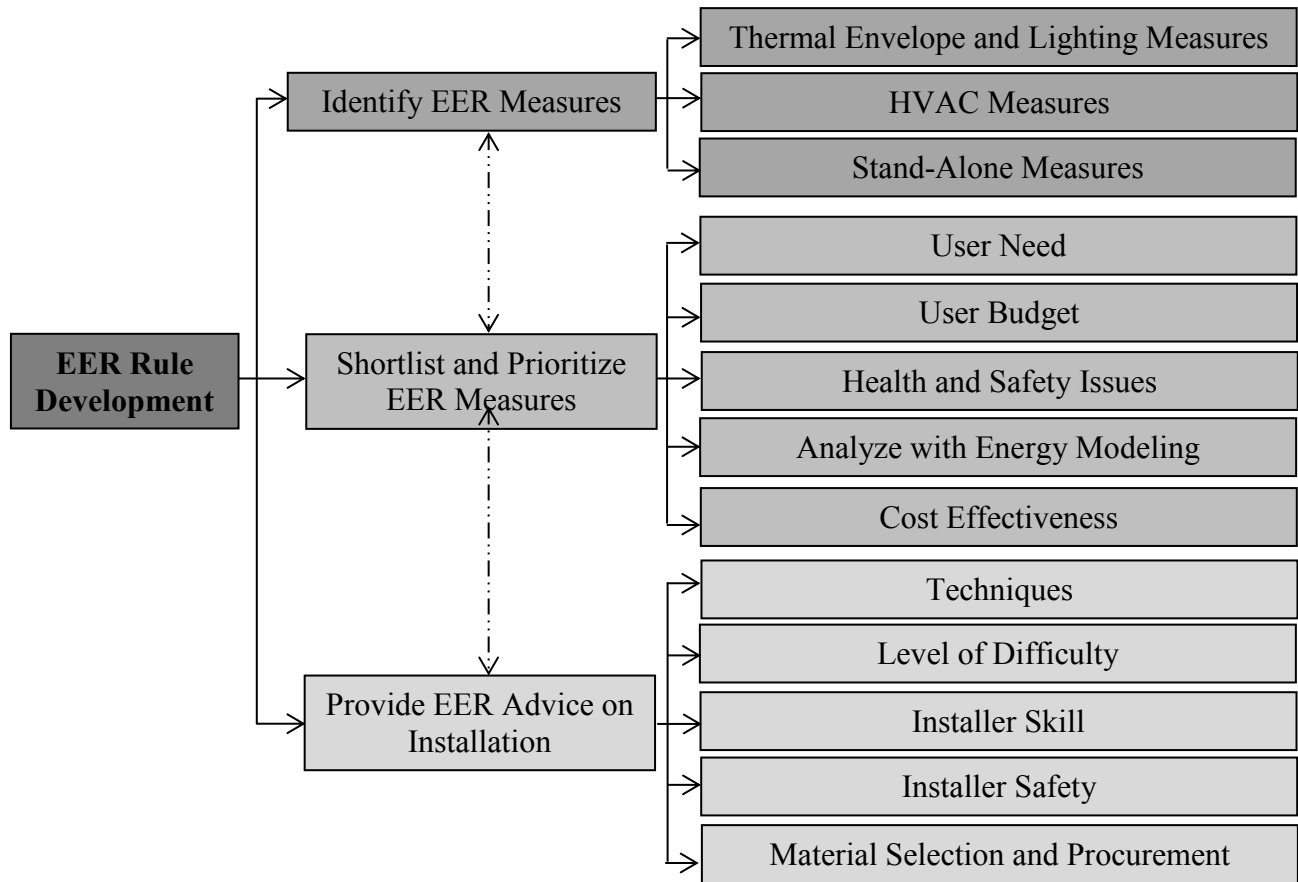 Thermal Envelope and Lighting Measures
Identify EER Measures
HVAC Measures
Stand-Alone Measures
User Need
User Budget
EER Rule
Development
Shortlist and Prioritize
EER Measures
Health and Safety Issues
Analyze with Energy Modeling
Cost Effectiveness
Techniques
Level of Difficulty
Provide EER Advice on
Installation
Installer Skill
Installer Safety
Material Selection and Procurement